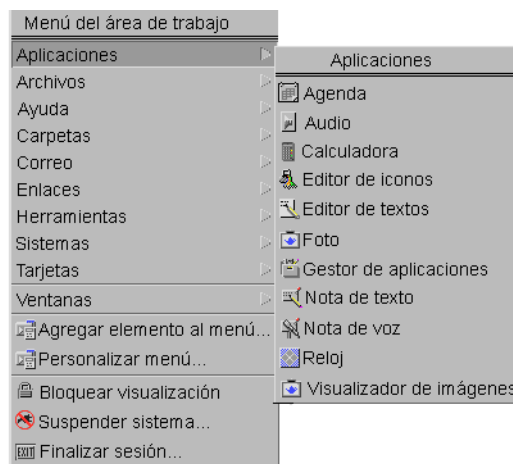 Menú del área de trabajo
Aplicaciones
Archivos
Ayuda
Carpetas
Correo
Enlaces
Herramientas
Sistemas
Tarjetas
Ventanas
Agregar elemento al menú...
Personalizar menú...
Bloquear visualización
Suspender sistema...
EXIT Finalizar sesión...
Aplicaciones
Agenda
Audio
Calculadora
Editor de iconos
Editor de textos
Foto
Gestor de aplicaciones
Nota de texto
Nota de voz
Reloj
Visualizador de imágenes